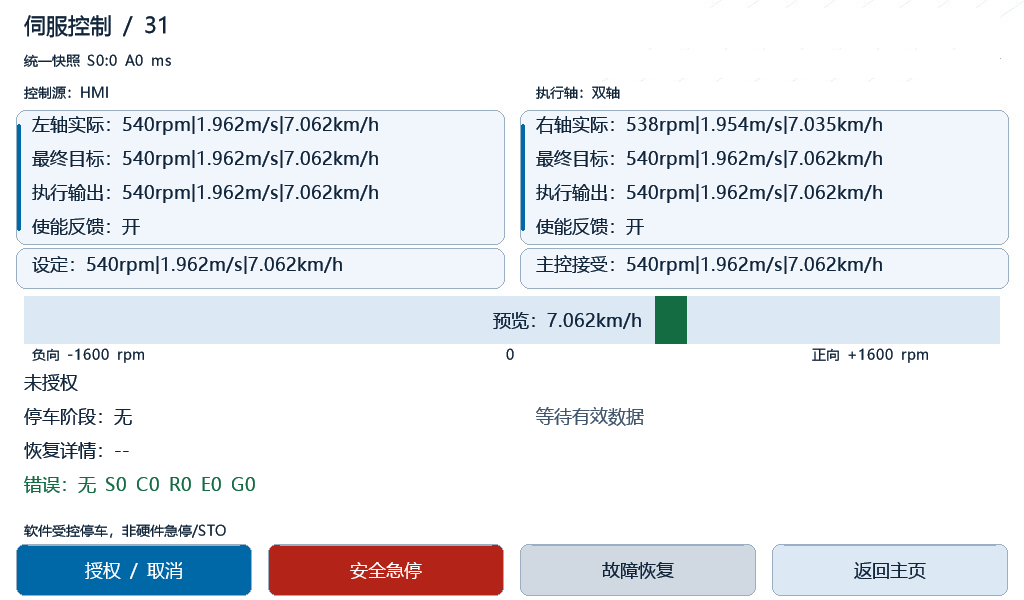 伺服控制 / 31
统一快照 S0:0 A0 ms
控制源：HMI
执行轴：双轴
左轴实际：540rpm|1.962m/s|7.062km/h
最终目标：540rpm|1.962m/s|7.062km/h
执行输出：540rpm|1.962m/s|7.062km/h
使能反馈：开
右轴实际：538rpm|1.954m/s|7.035km/h
最终目标：540rpm|1.962m/s|7.062km/h
执行输出：540rpm|1.962m/s|7.062km/h
使能反馈：开
设定：540rpm|1.962m/s|7.062km/h
主控接受：540rpm|1.962m/s|7.062km/h
预览：7.062km/h
负向 -1600 rpm
0
正向 +1600 rpm
未授权
停车阶段：无
等待有效数据
恢复详情：--
错误：无 S0 C0 R0 E0 G0
软件受控停车，非硬件急停/STO
授权 / 取消
安全急停
故障恢复
返回主页